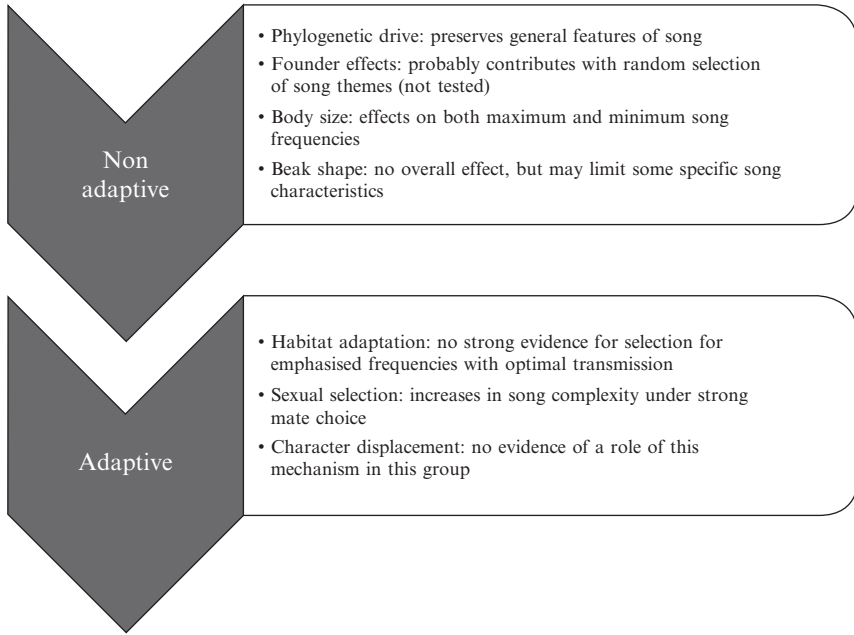 Non
adaptive
• Phylogenetic drive: preserves general features of song
• Founder effects: probably contributes with random selection
of song themes (not tested)
• Body size: effects on both maximum and minimum song
frequencies
• Beak shape: no overall effect, but may limit some specific song
characteristics
Adaptive
• Habitat adaptation: no strong evidence for selection for
emphasised frequencies with optimal transmission
• Sexual selection: increases in song complexity under strong
mate choice
• Character displacement: no evidence of a role of this
mechanism in this group